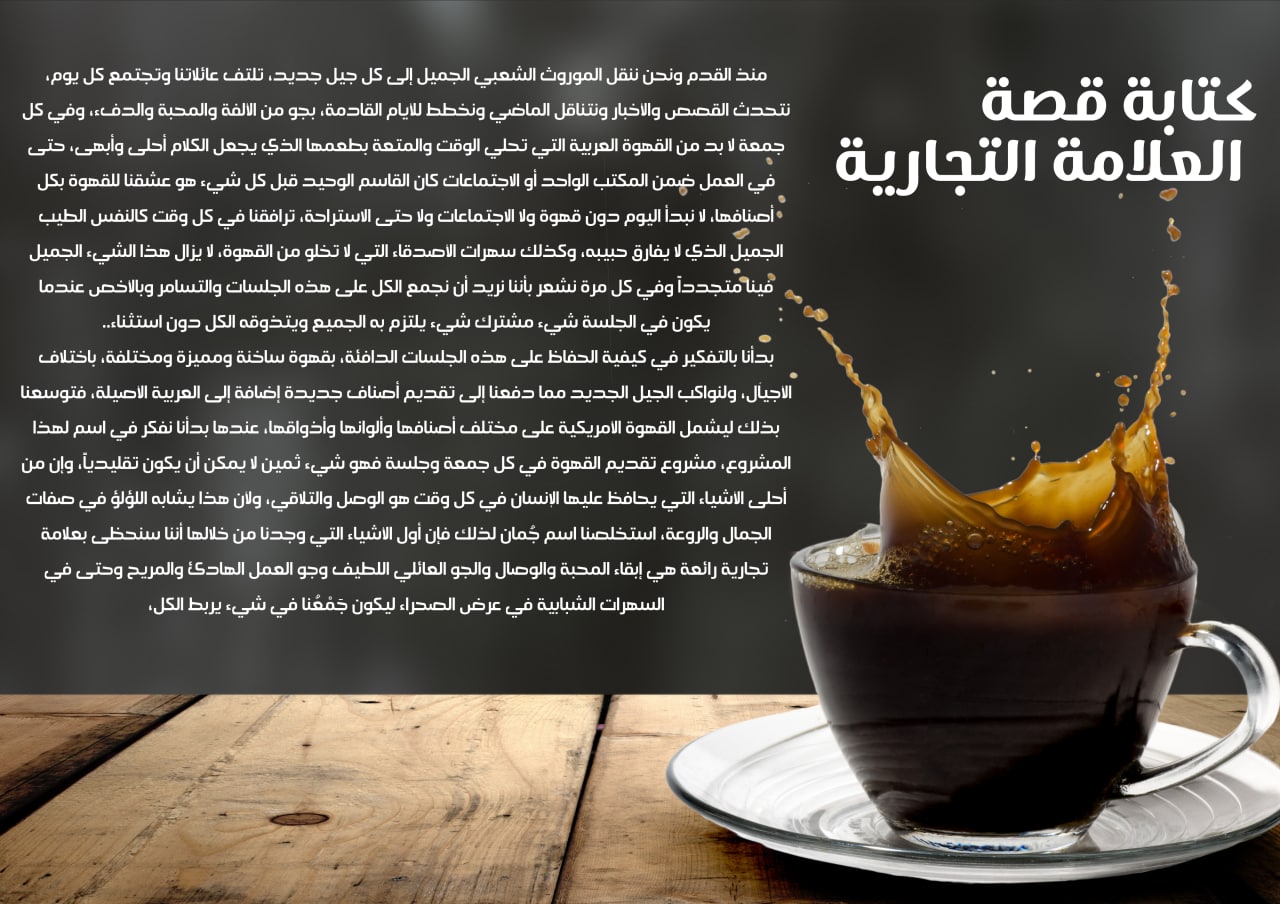 كتابة قصة
العلامة التجارية
منذ القدم ونحن ننقل الموروث الشعبي الجميل إلى كل جيل جديد، تلتف عائلاتنا وتجتمع كل يوم،
نتحدث القصص والأخبار ونتناقل الماضي ونخطط للأيام القادمة، بجو من الألفة والمحبة والدفء، وفي كل
جمعة لا بد من القهوة العربية التي تحلي الوقت والمتعة بطعمها الذي يجعل الكلام أحلى وأبهى، حتى
في العمل ضمن المكتب الواحد أو الاجتماعات كان القاسم الوحيد قبل كل شيء هو عشقنا للقهوة بكل
أصنافها، لا نبدأ اليوم دون قهوة ولا الاجتماعات ولا حتى الاستراحة، ترافقنا في كل وقت كالنفس الطيب
الجميل الذي لا يفارق حبيبه، وكذلك سهرات الأصدقاء التي لا تخلو من القهوة، لا يزال هذا الشيء الجميل
فينا متجدداً وفي كل مرة نشعر بأننا نريد أن نجمع الكل على هذه الجلسات والتسامر وبالأخص عندما
يكون في الجلسة شيء مشترك شيء يلتزم به الجميع ويتذوقه الكل دون استثناء..
بدأنا بالتفكير في كيفية الحفاظ على هذه الجلسات الدافئة، بقهوة ساخنة ومميزة ومختلفة، باختلاف
الأجيال، ولنواكب الجيل الجديد مما دفعنا إلى تقديم أصناف جديدة إضافة إلى العربية الأصيلة، فتوسعنا
بذلك ليشمل القهوة الأمريكية على مختلف أصنافها وألوانها وأذواقها، عندها بدأنا نفكر في اسم لهذا
المشروع، مشروع تقديم القهوة في كل جمعة وجلسة فهو شيء ثمين لا يمكن أن يكون تقليدياً، وإن من
أحلى الأشياء التي يحافظ عليها الإنسان في كل وقت هو الوصل والتلاقي، ولأن هذا يشابه اللؤلؤ في صفات
الجمال والروعة، استخلصنا اسم جُمان لذلك فإن أول الأشياء التي وجدنا من خلالها أننا سنحظى بعلامة
تجارية رائعة هي إبقاء المحبة والوصال والجو العائلي اللطيف وجو العمل الهادئ والمريح وحتى في
السهرات الشبابية في عرض الصحراء ليكون جَمْعُنا في شيء يربط الكل،